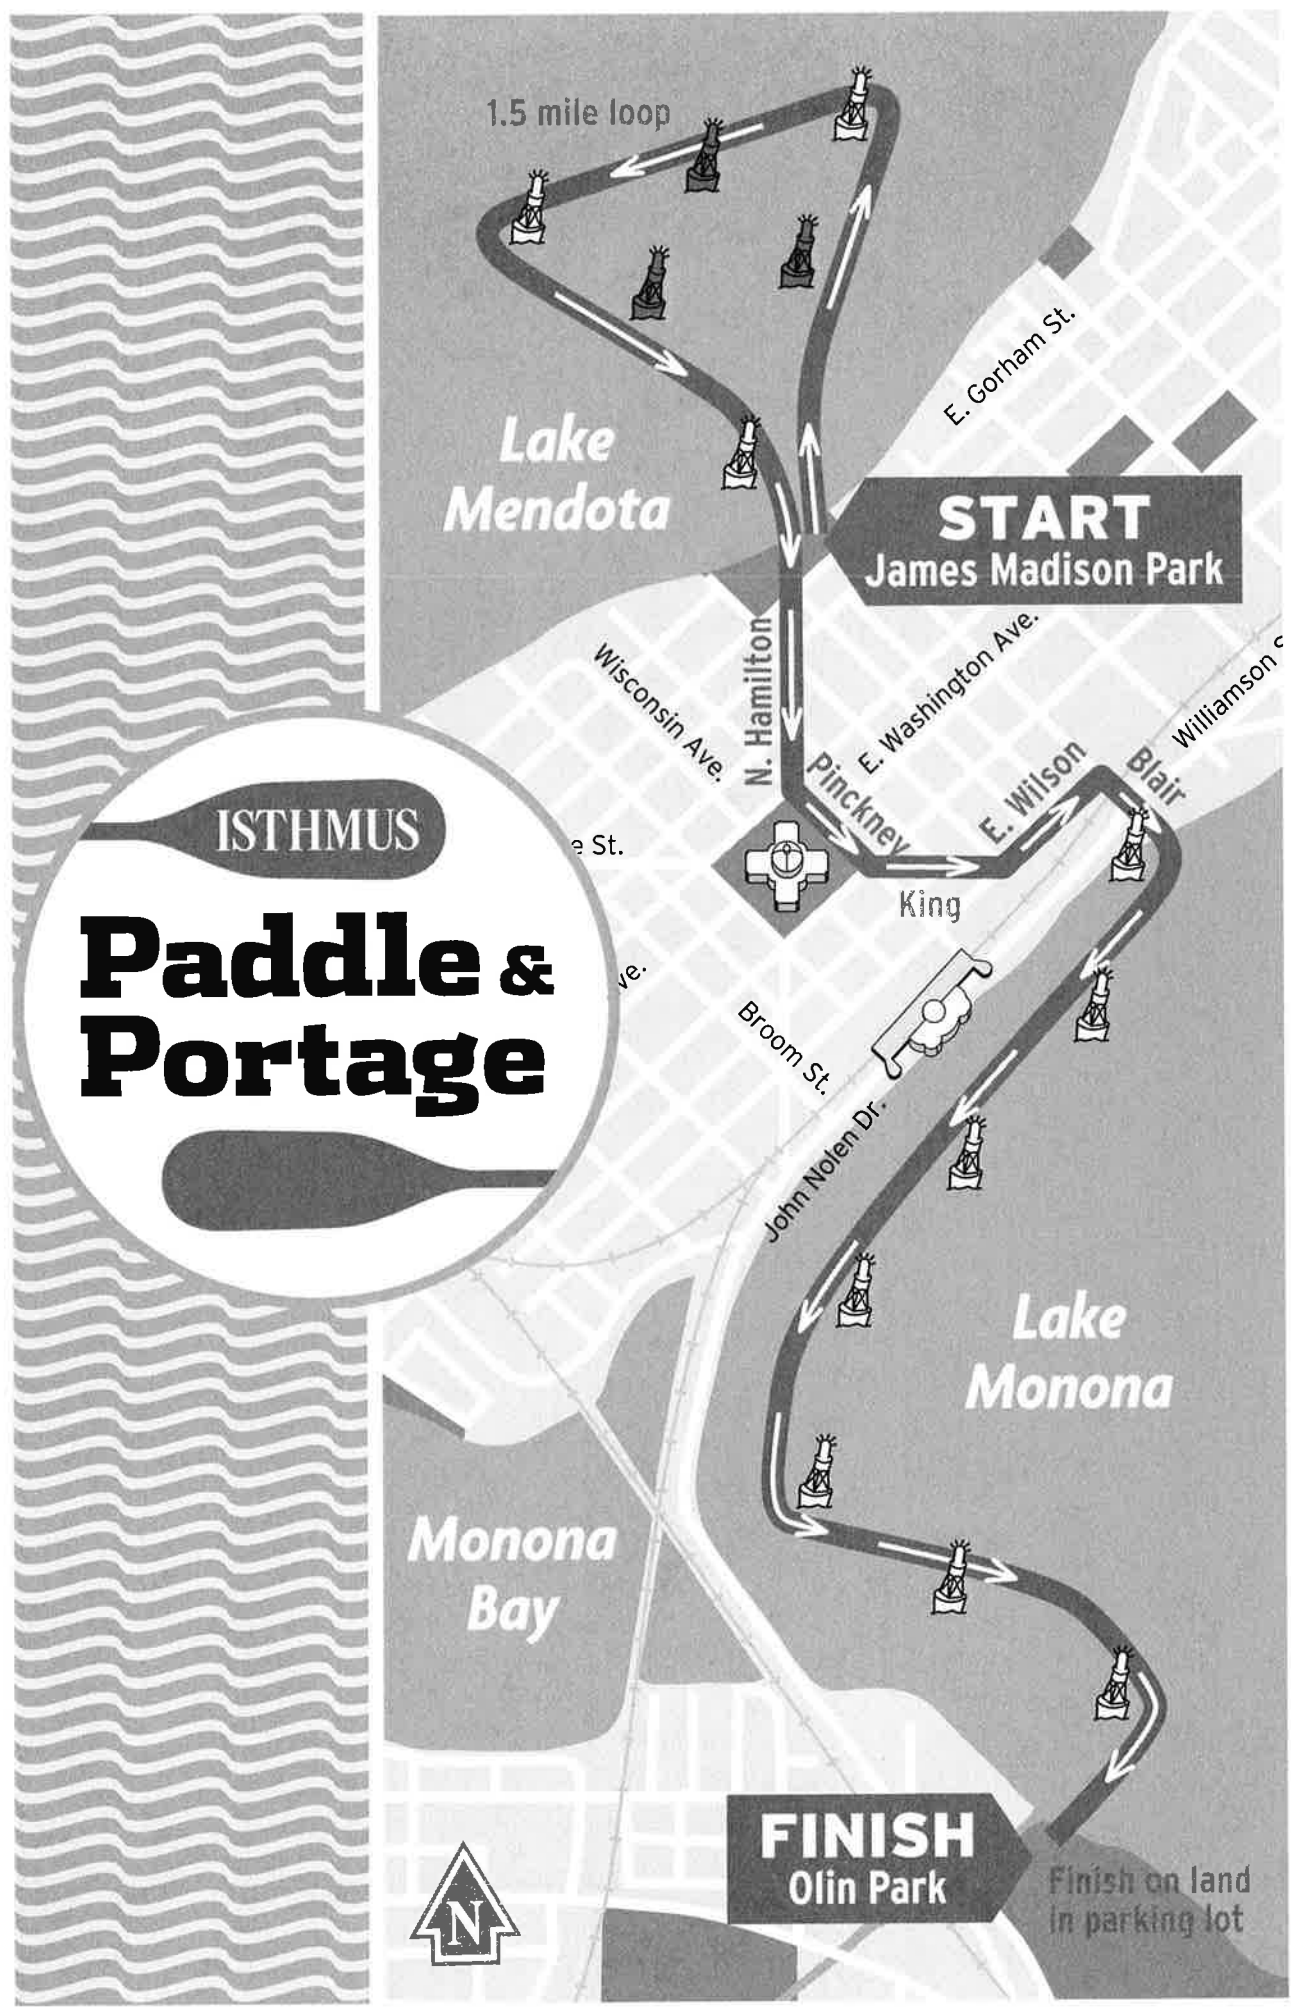 1.5 mile loop
E. Gorham St.
Lake
Mendota
START
James Madison Park
N. Hamilton
Wisconsin Ave.
Pinckney
E. Washington Ave.
E. Wilson
Blair
Williamson S
King
ISTHMUS
Paddle &
Portage
e St.
ve.
Broom St.
John Nolen Dr.
Lake
Monona
Monona
Bay
FINISH
Olin Park
Finish on land
in parking lot
N